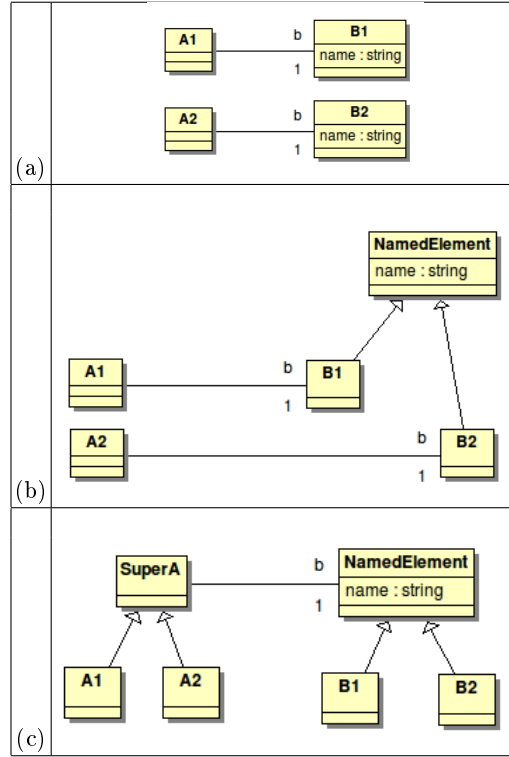 A1
b
1
B1
name : string
A2
b
1
B2
name : string
(a)
NamedElement
name : string
A1
b
1
B1
A2
b
1
B2
(b)
SuperA
b
1
NamedElement
name : string
A1
A2
B1
B2
(c)